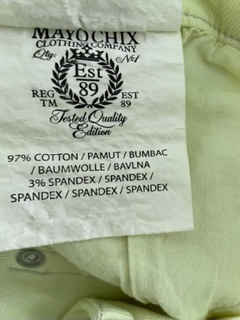 MAYO CHIX
CLOTHING COMPANY
Qlty: №1
Est
89
REG TM EST 89
Tested Quality
Edition
97% COTTON / PAMUT / BUMBAC
/ BAUMWOLLE / BAVLNA
3% SPANDEX / SPANDEX /
SPANDEX / SPANDEX / SPANDEX